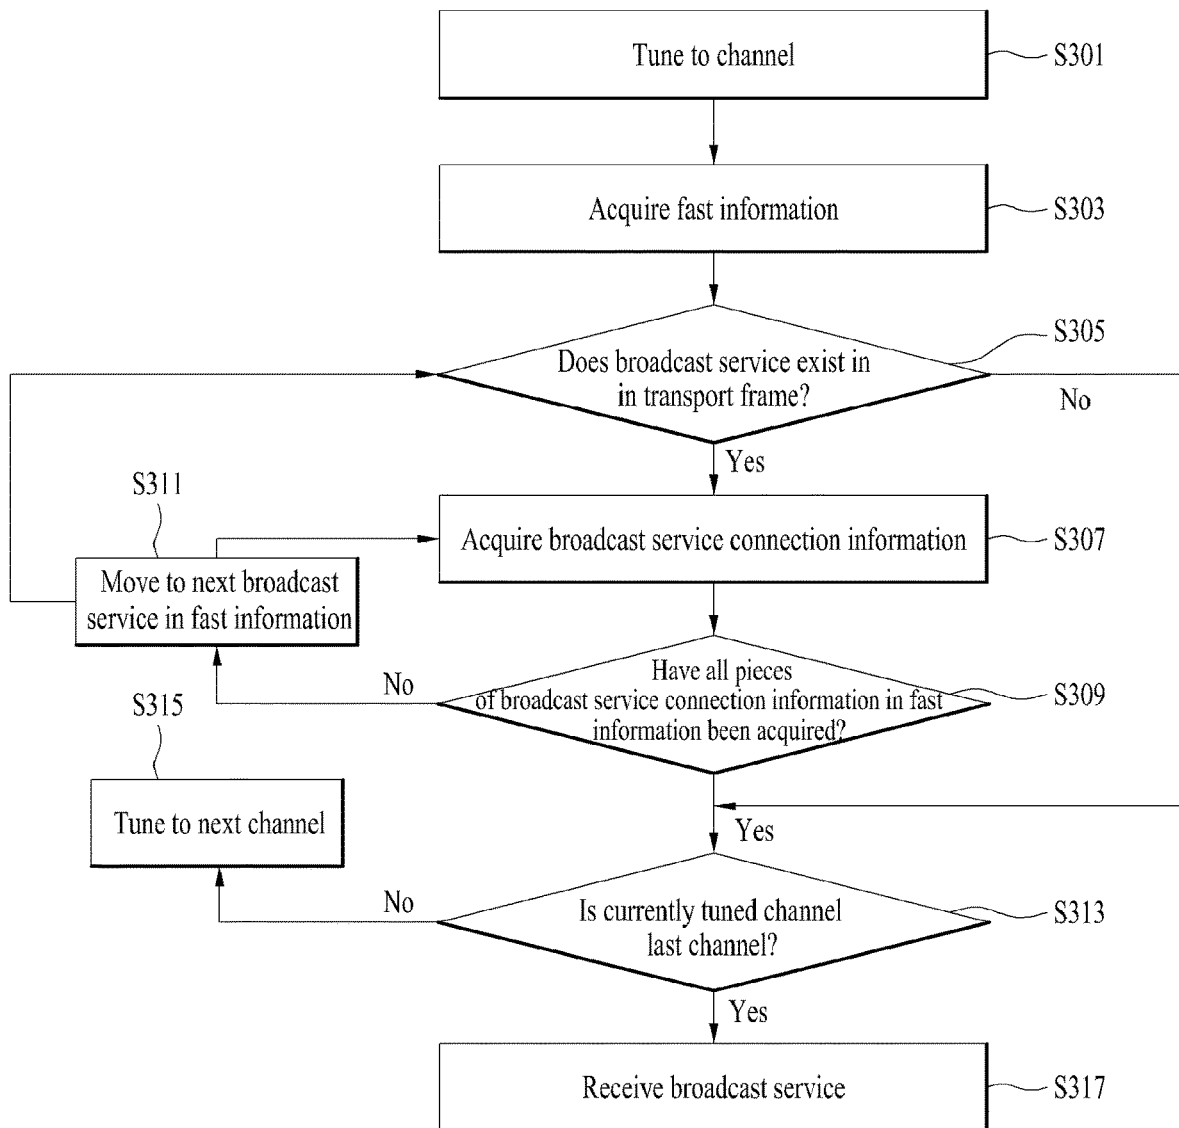 Tune to channel
S301
Acquire fast information
S303
S305
Does broadcast service exist in
in transport frame?
No
Yes
S311
Acquire broadcast service connection information
S307
Move to next broadcast
service in fast information
Have all pieces
of broadcast service connection information in fast
information been acquired?
S309
No
S315
Tune to next channel
Yes
No
Is currently tuned channel
last channel?
S313
Yes
Receive broadcast service
S317